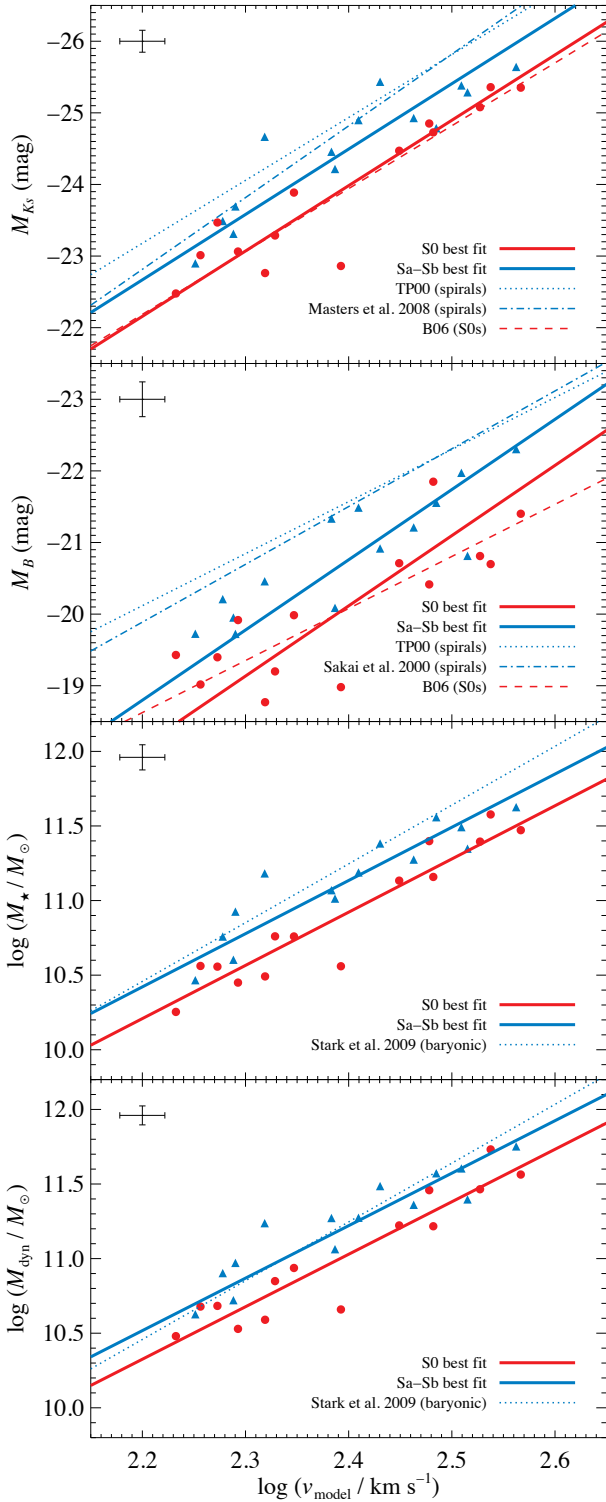 −26
−25
−24
−23
−22
M_Ks (mag)
S0 best fit
Sa−Sb best fit
TP00 (spirals)
Masters et al. 2008 (spirals)
B06 (S0s)
−23
−22
−21
−20
−19
M_B (mag)
S0 best fit
Sa−Sb best fit
TP00 (spirals)
Sakai et al. 2000 (spirals)
B06 (S0s)
12.0
11.5
11.0
10.5
10.0
log (M★/ M⊙)
S0 best fit
Sa−Sb best fit
Stark et al. 2009 (baryonic)
12.0
11.5
11.0
10.5
10.0
log (M_dyn / M⊙)
S0 best fit
Sa−Sb best fit
Stark et al. 2009 (baryonic)
2.2 2.3 2.4 2.5 2.6
log (v_model / km s⁻¹)